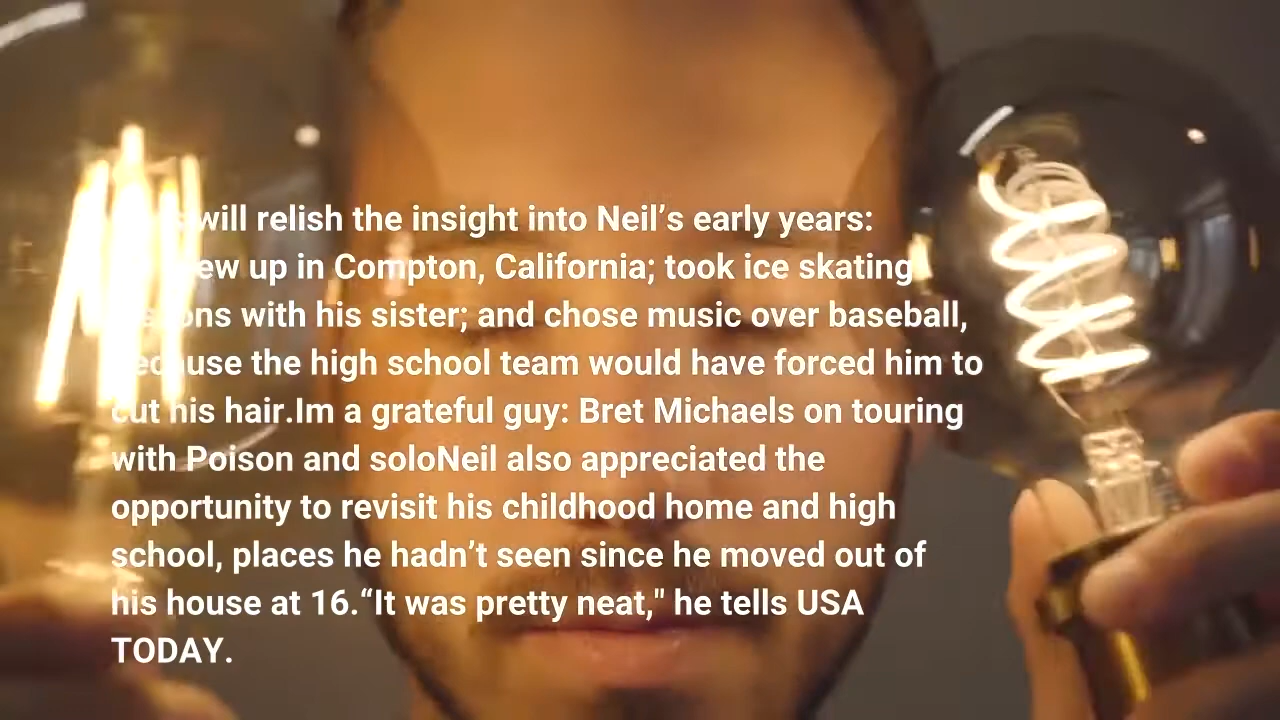 will relish the insight into Neil’s early years:
up in Compton, California; took ice skating
with his sister; and chose music over baseball,
because the high school team would have forced him to
cut his hair.Im a grateful guy: Bret Michaels on touring
with Poison and soloNeil also appreciated the
opportunity to revisit his childhood home and high
school, places he hadn’t seen since he moved out of
his house at 16.“It was pretty neat," he tells USA
TODAY.